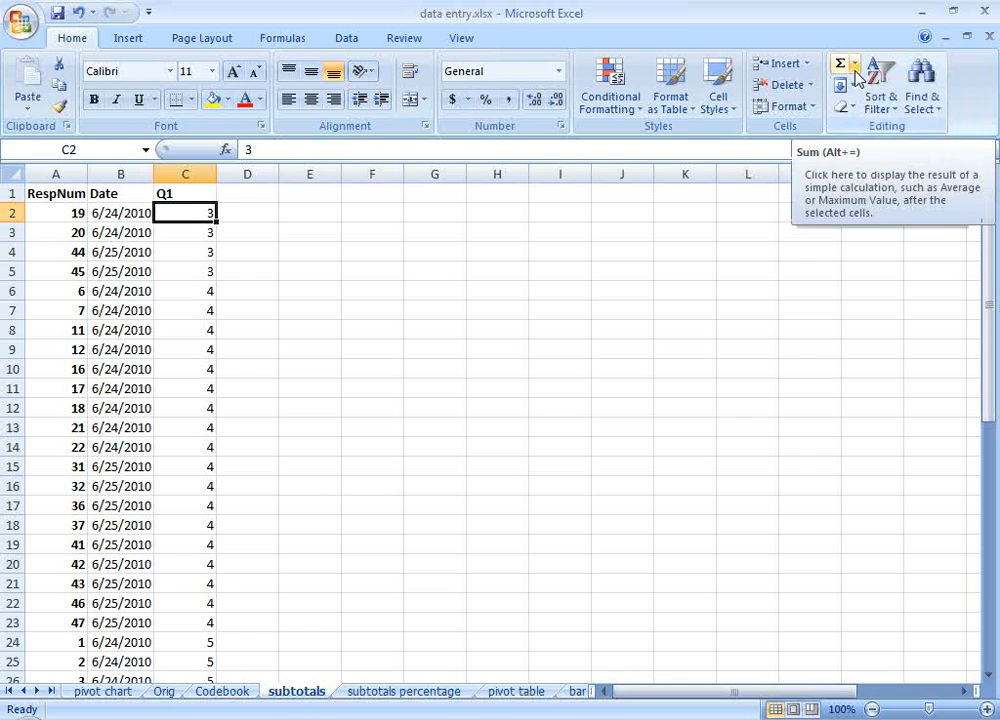 data entry.xlsx - Microsoft Excel
Home Insert Page Layout Formulas Data Review View
Calibri 11 General Insert Σ
Paste B I U $ % , Conditional Formatting Format as Table Cell Styles Delete Sort & Filter Find & Select
Format
Clipboard Font Alignment Number Styles Cells Editing
C2 fx 3
Sum (Alt+=)
Click here to display the result of a
simple calculation, such as Average
or Maximum Value, after the
selected cells.
A B C D E F G H I J K L
1 RespNum Date Q1
2 19 6/24/2010 3
3 20 6/24/2010 3
4 44 6/25/2010 3
5 45 6/25/2010 3
6 6 6/24/2010 4
7 7 6/24/2010 4
8 11 6/24/2010 4
9 12 6/24/2010 4
10 16 6/24/2010 4
11 17 6/24/2010 4
12 18 6/24/2010 4
13 21 6/24/2010 4
14 22 6/24/2010 4
15 31 6/25/2010 4
16 32 6/25/2010 4
17 36 6/25/2010 4
18 37 6/25/2010 4
19 41 6/25/2010 4
20 42 6/25/2010 4
21 43 6/25/2010 4
22 46 6/25/2010 4
23 47 6/25/2010 4
24 1 6/24/2010 5
25 2 6/24/2010 5
26 3 6/24/2010 5
pivot chart Orig Codebook subtotals subtotals percentage pivot table bar
Ready 100%